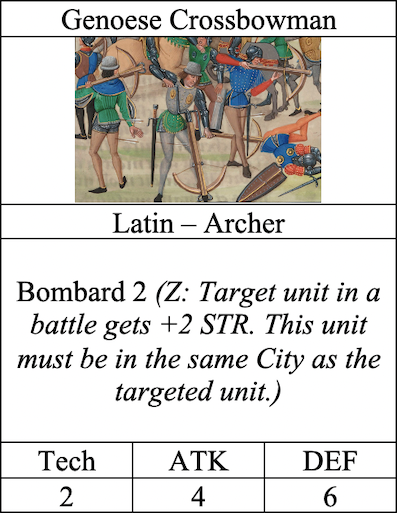 Genoese Crossbowman
Latin – Archer
Bombard 2 (Z: Target unit in a
battle gets +2 STR. This unit
must be in the same City as the
targeted unit.)
Tech ATK DEF
2 4 6